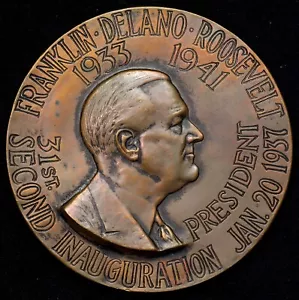 FRANKLIN · DELANO · ROOSEVELT
1933 1941
31st. PRESIDENT
SECOND INAUGURATION JAN. 20 1937